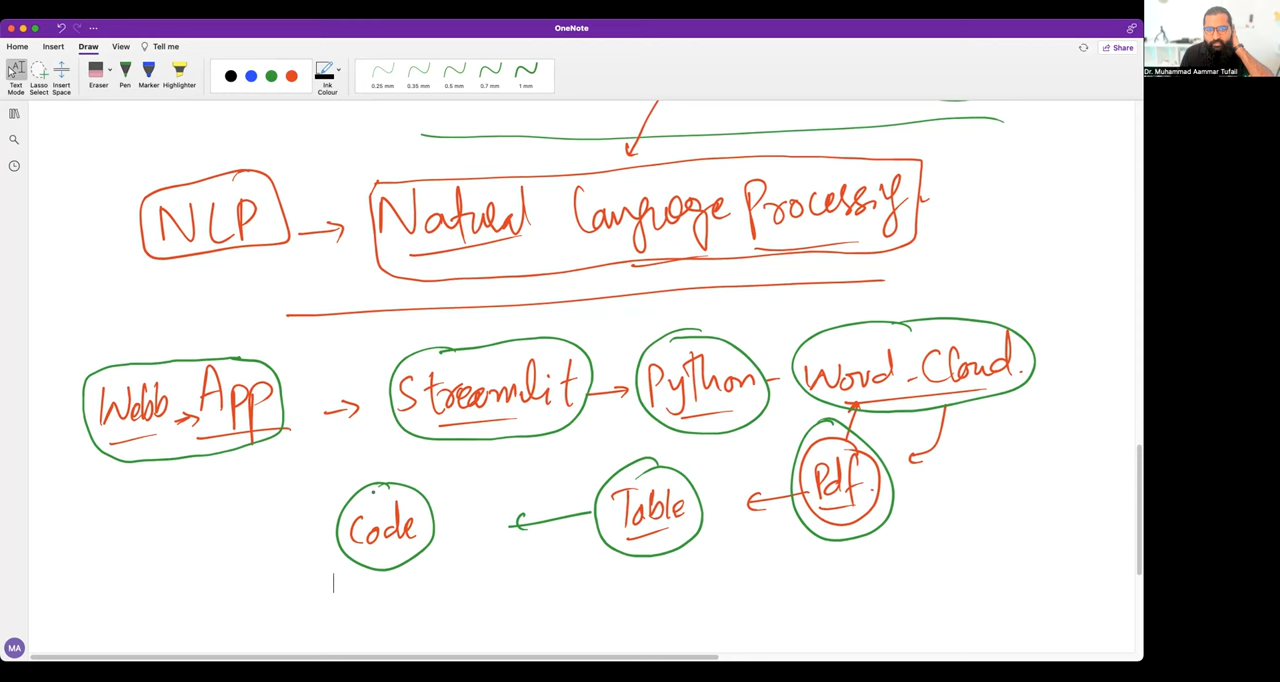 OneNote
Home Insert Draw View Tell me
Share
Text Mode
Lasso Select
Insert Space
Eraser
Pen
Marker
Highlighter
Ink Colour
0.25 mm 0.35 mm 0.5 mm 0.7 mm 1 mm
Dr. Muhammad Aammar Tufail
NLP → Natural Language Processig.
Webb → App → Streamlit → Python - Word-Cloud.
Code ← Table ← Pdf.
MA